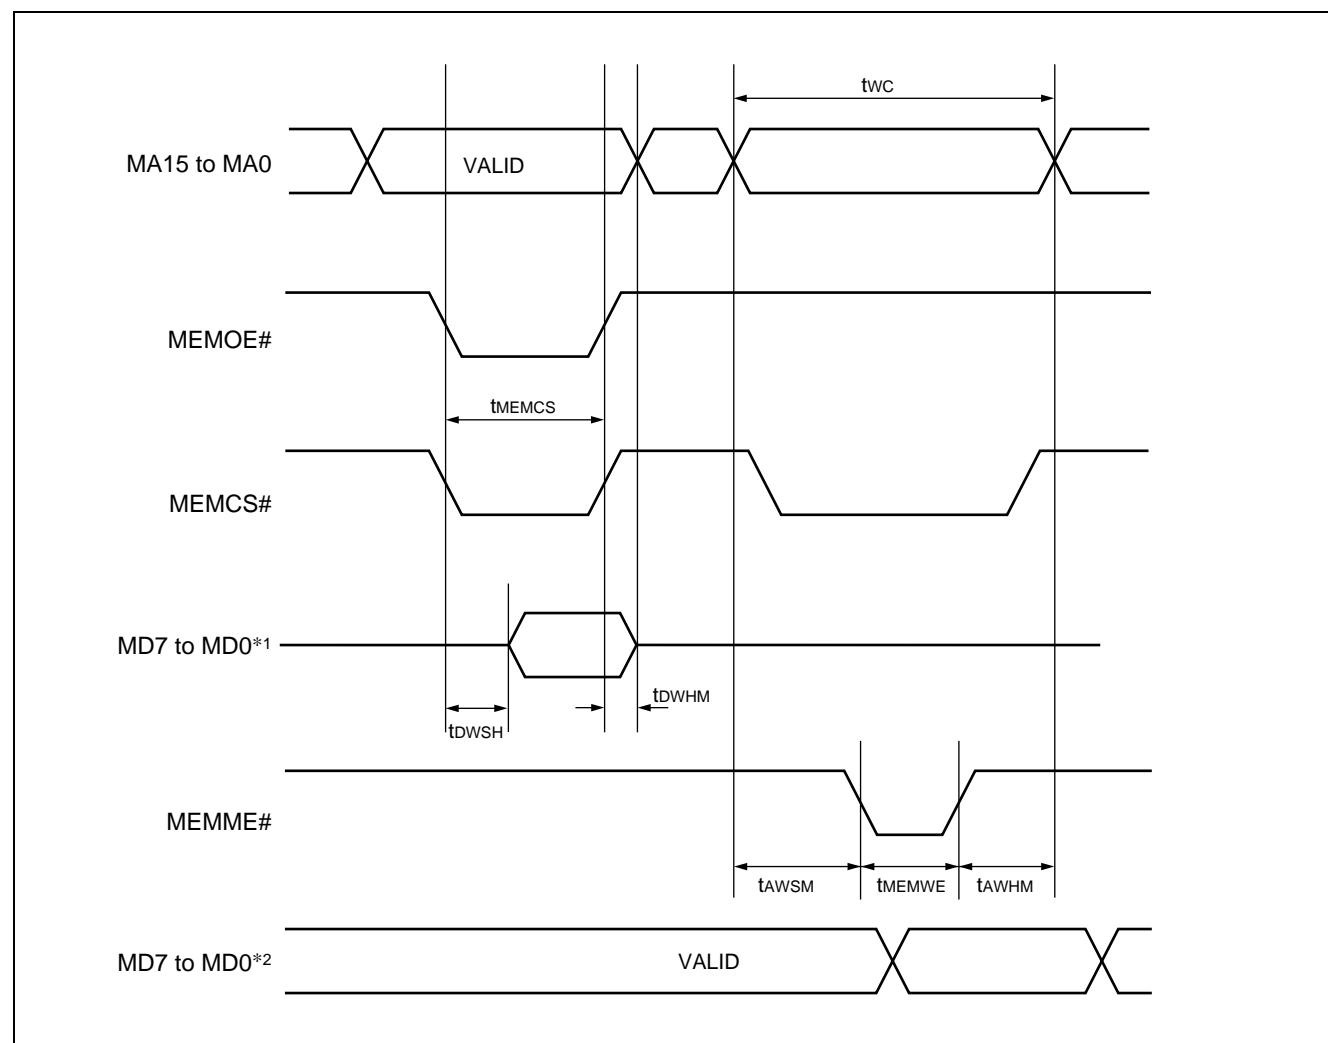 tWC
MA15 to MA0
VALID
MEMOE#
tMEMCS
MEMCS#
MD7 to MD0*1
tDWHM
tDWSH
MEMME#
tAWSM
tMEMWE
tAWHM
MD7 to MD0*2
VALID